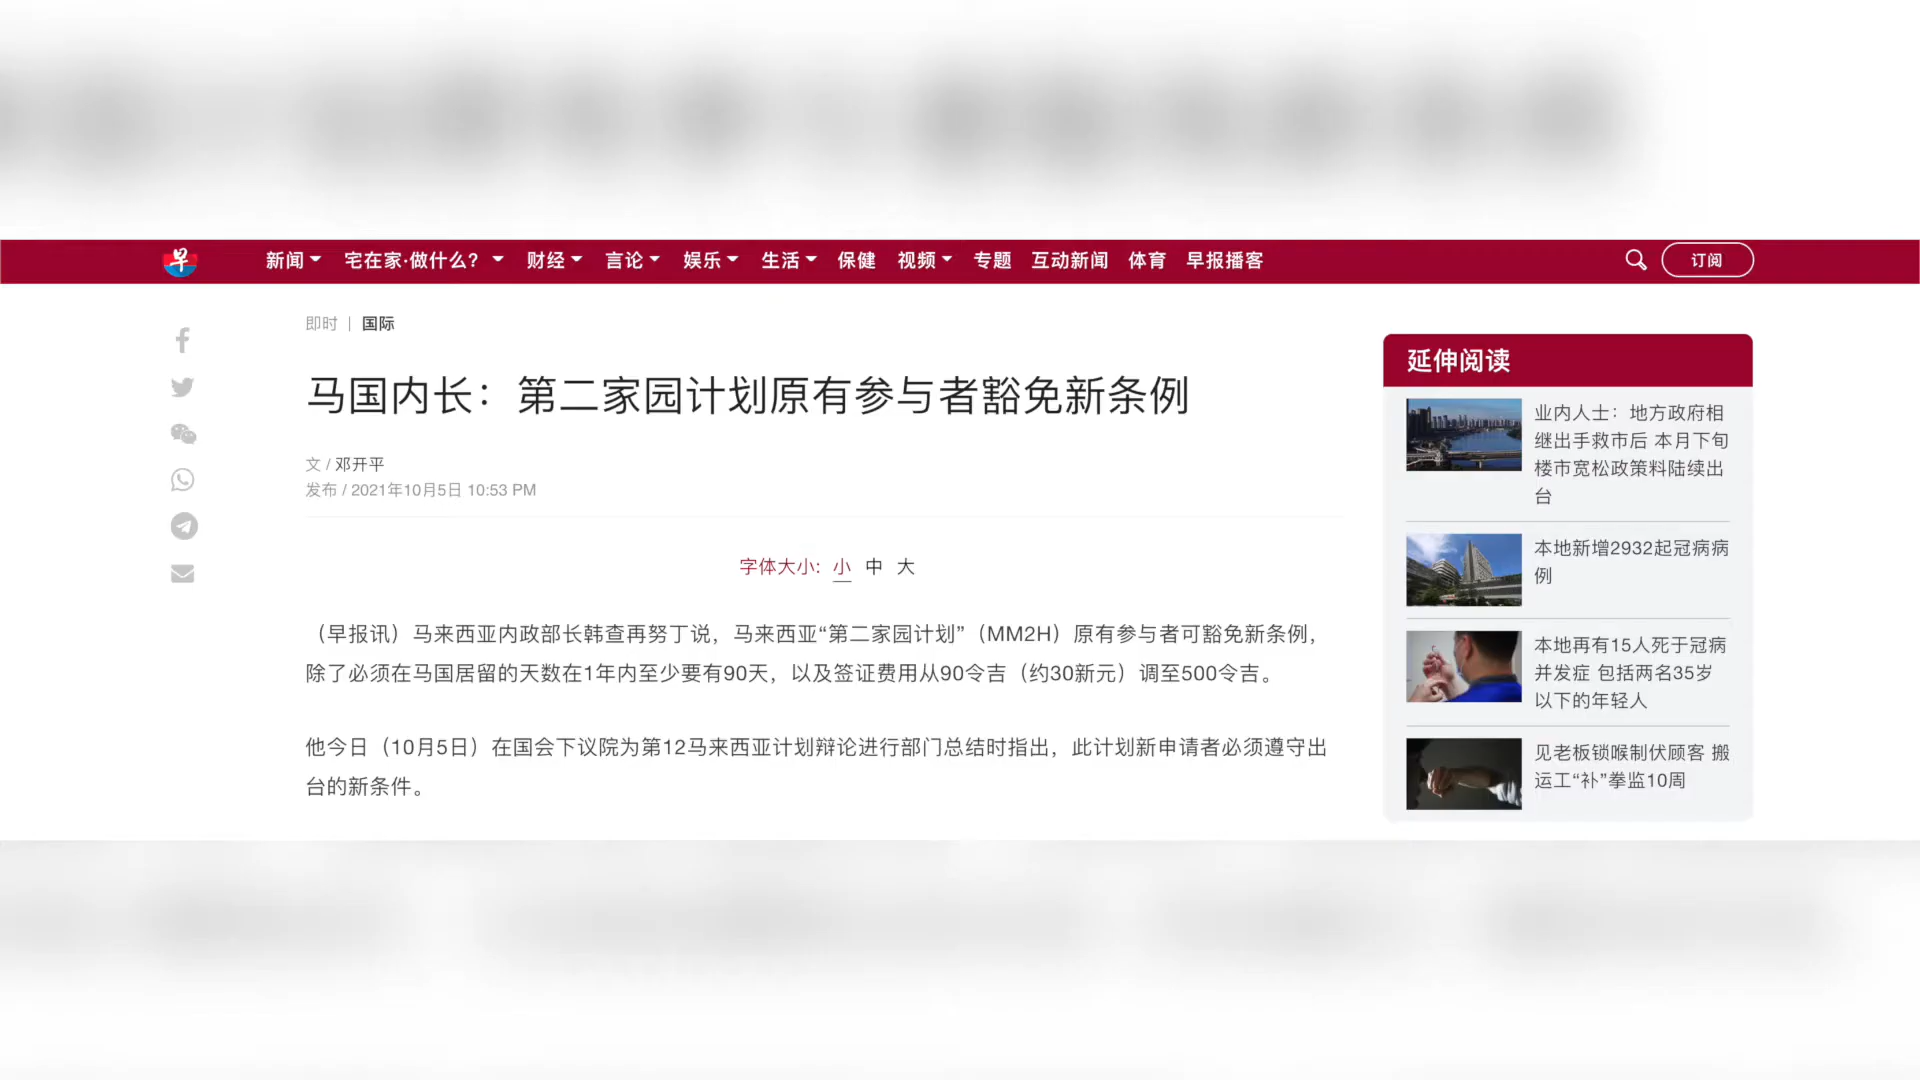 早
新闻 宅在家·做什么？ 财经 言论 娱乐 生活 保健 视频 专题 互动新闻 体育 早报播客 订阅
即时 | 国际
马国内长：第二家园计划原有参与者豁免新条例
文 / 邓开平
发布 / 2021年10月5日 10:53 PM
字体大小: 小 中 大
（早报讯）马来西亚内政部长韩查再努丁说，马来西亚“第二家园计划”（MM2H）原有参与者可豁免新条例，
除了必须在马国居留的天数在1年内至少要有90天，以及签证费用从90令吉（约30新元）调至500令吉。
他今日（10月5日）在国会下议院为第12马来西亚计划辩论进行部门总结时指出，此计划新申请者必须遵守出
台的新条件。
延伸阅读
业内人士：地方政府相
继出手救市后 本月下旬
楼市宽松政策料陆续出
台
本地新增2932起冠病病
例
本地再有15人死于冠病
并发症 包括两名35岁
以下的年轻人
见老板锁喉制伏顾客 搬
运工“补”拳监10周